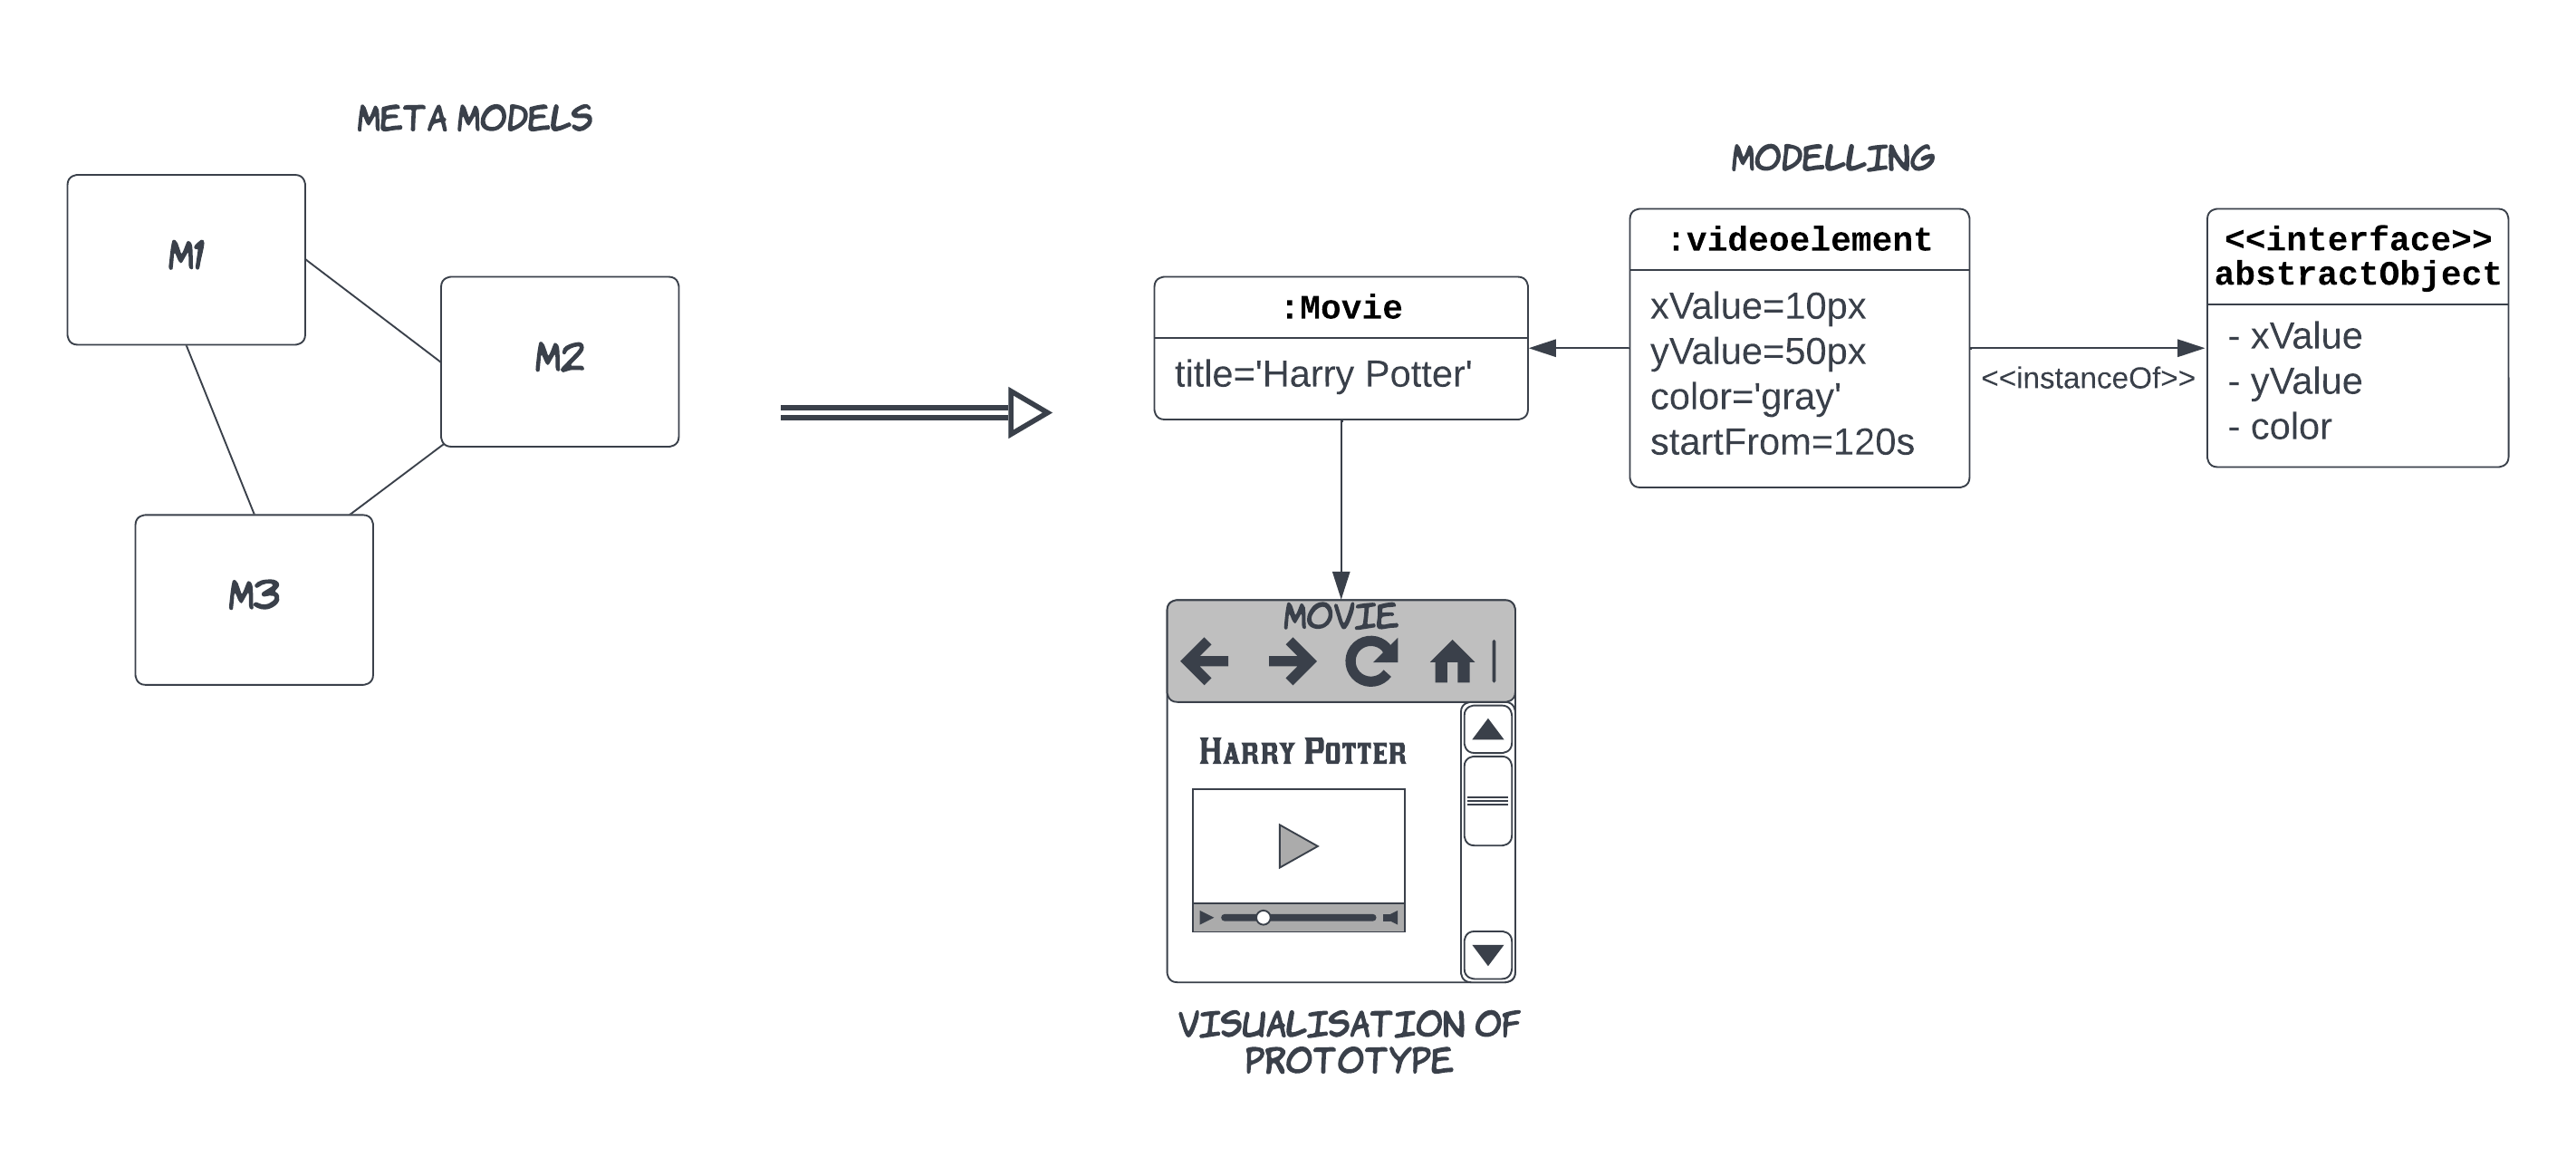 META MODELS
M1
M2
M3
MODELLING
:Movie
title='Harry Potter'
:videoelement
xValue=10px
yValue=50px
color='gray'
startFrom=120s
<<instanceOf>>
<<interface>>
abstractObject
- xValue
- yValue
- color
MOVIE
HARRY POTTER
VISUALISATION OF
PROTOTYPE